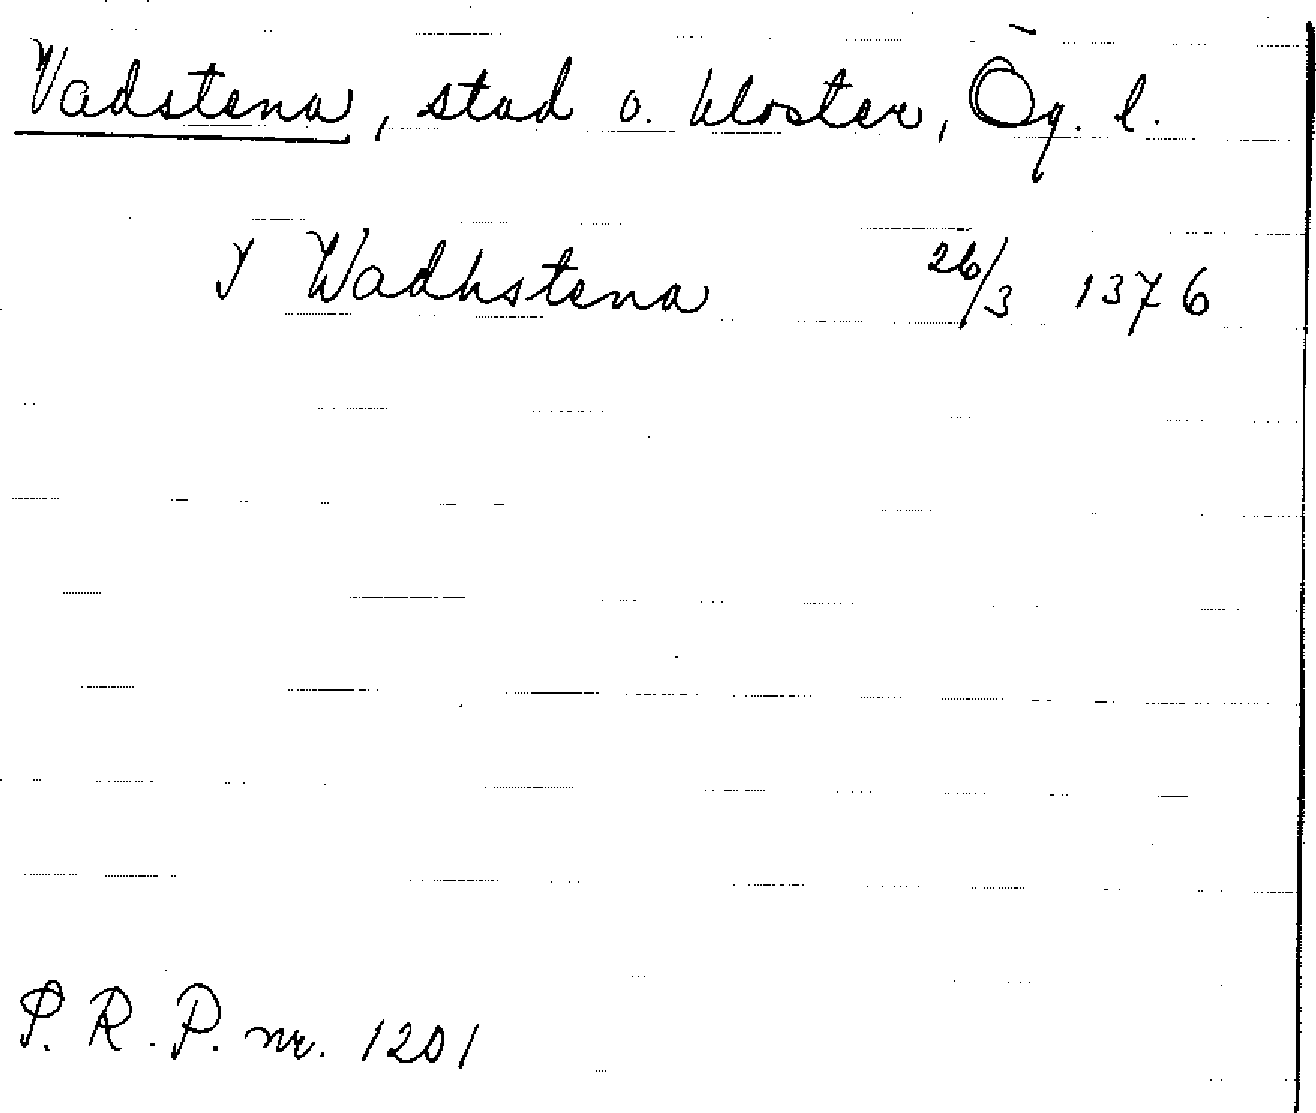 Vadstena, stad o. kloster, Ög. l.
J Wadhstena 26/3 1376
P. R. P. nr. 1201